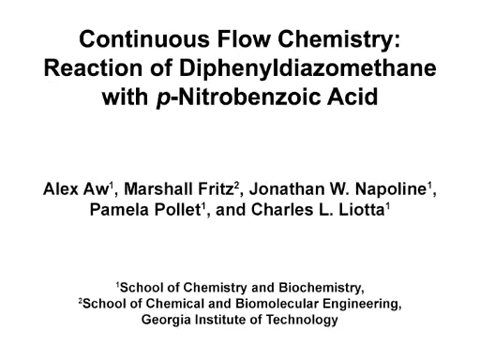 Continuous Flow Chemistry:
Reaction of Diphenyldiazomethane
with p-Nitrobenzoic Acid
Alex Aw¹, Marshall Fritz², Jonathan W. Napoline¹,
Pamela Pollet¹, and Charles L. Liotta¹
¹School of Chemistry and Biochemistry,
²School of Chemical and Biomolecular Engineering,
Georgia Institute of Technology